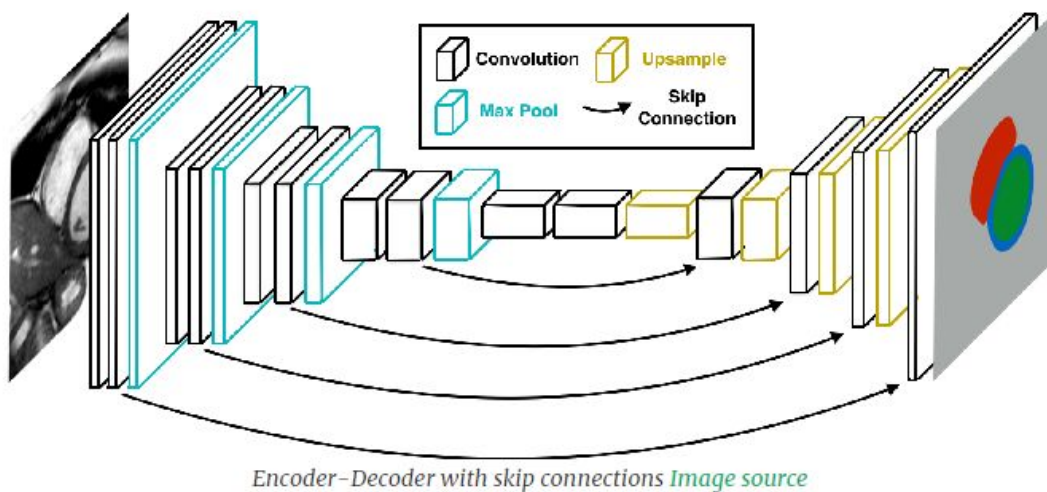 Convolution
Upsample
Max Pool
Skip
Connection
Encoder-Decoder with skip connections Image source